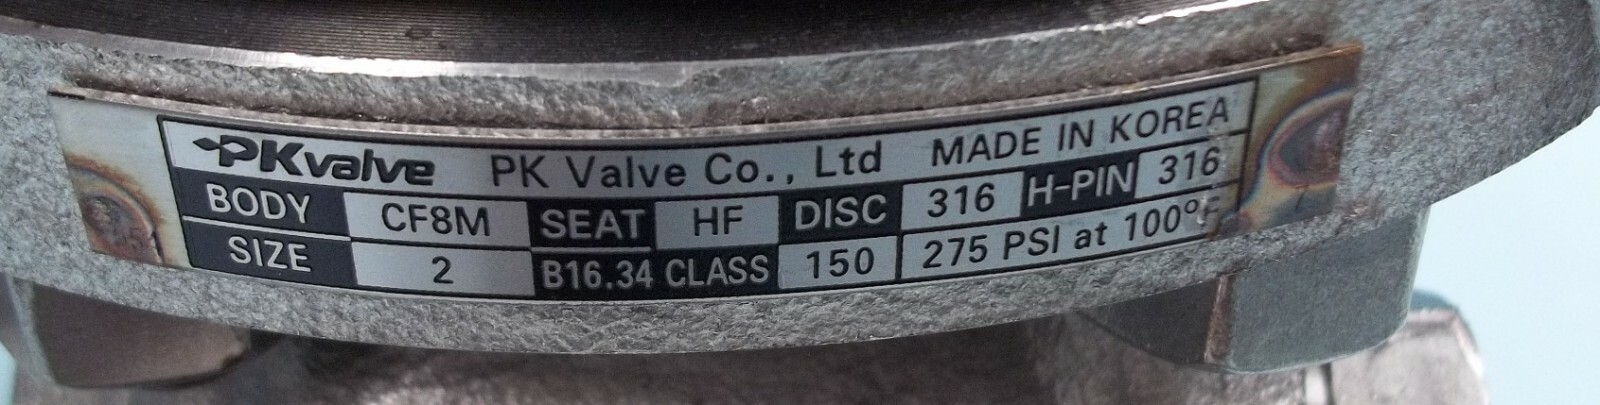 PKvalve PK Valve Co., Ltd MADE IN KOREA
BODY CF8M SEAT HF DISC 316 H-PIN 316
SIZE 2 B16.34 CLASS 150 275 PSI at 100°F